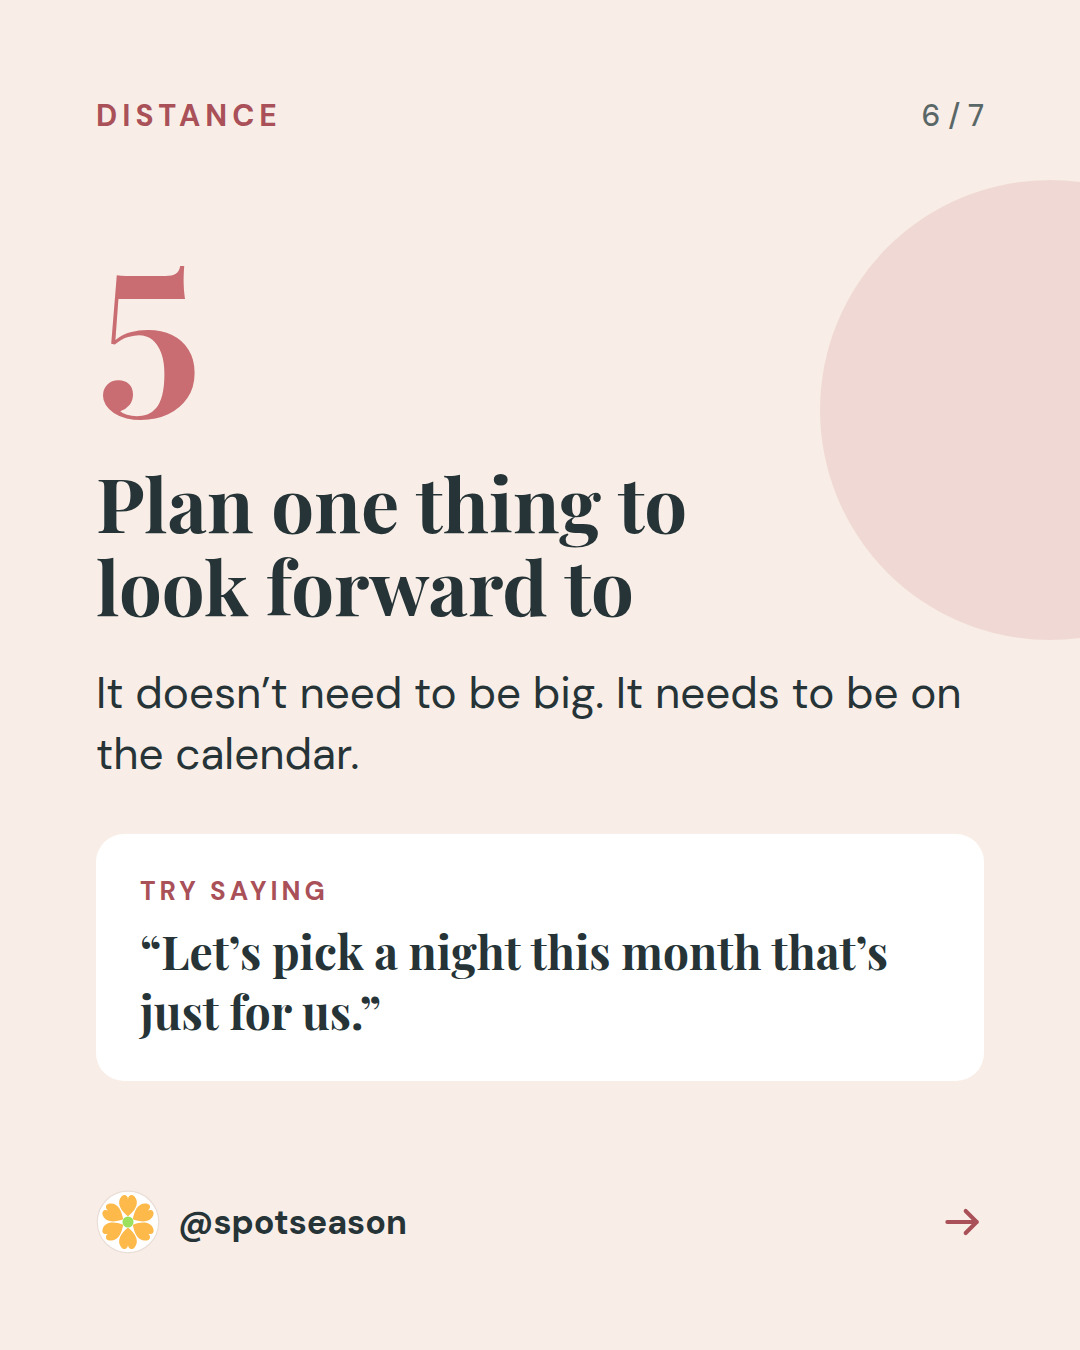 DISTANCE
6 / 7
5
Plan one thing to
look forward to
It doesn’t need to be big. It needs to be on
the calendar.
TRY SAYING
“Let’s pick a night this month that’s
just for us.”
@spotseason